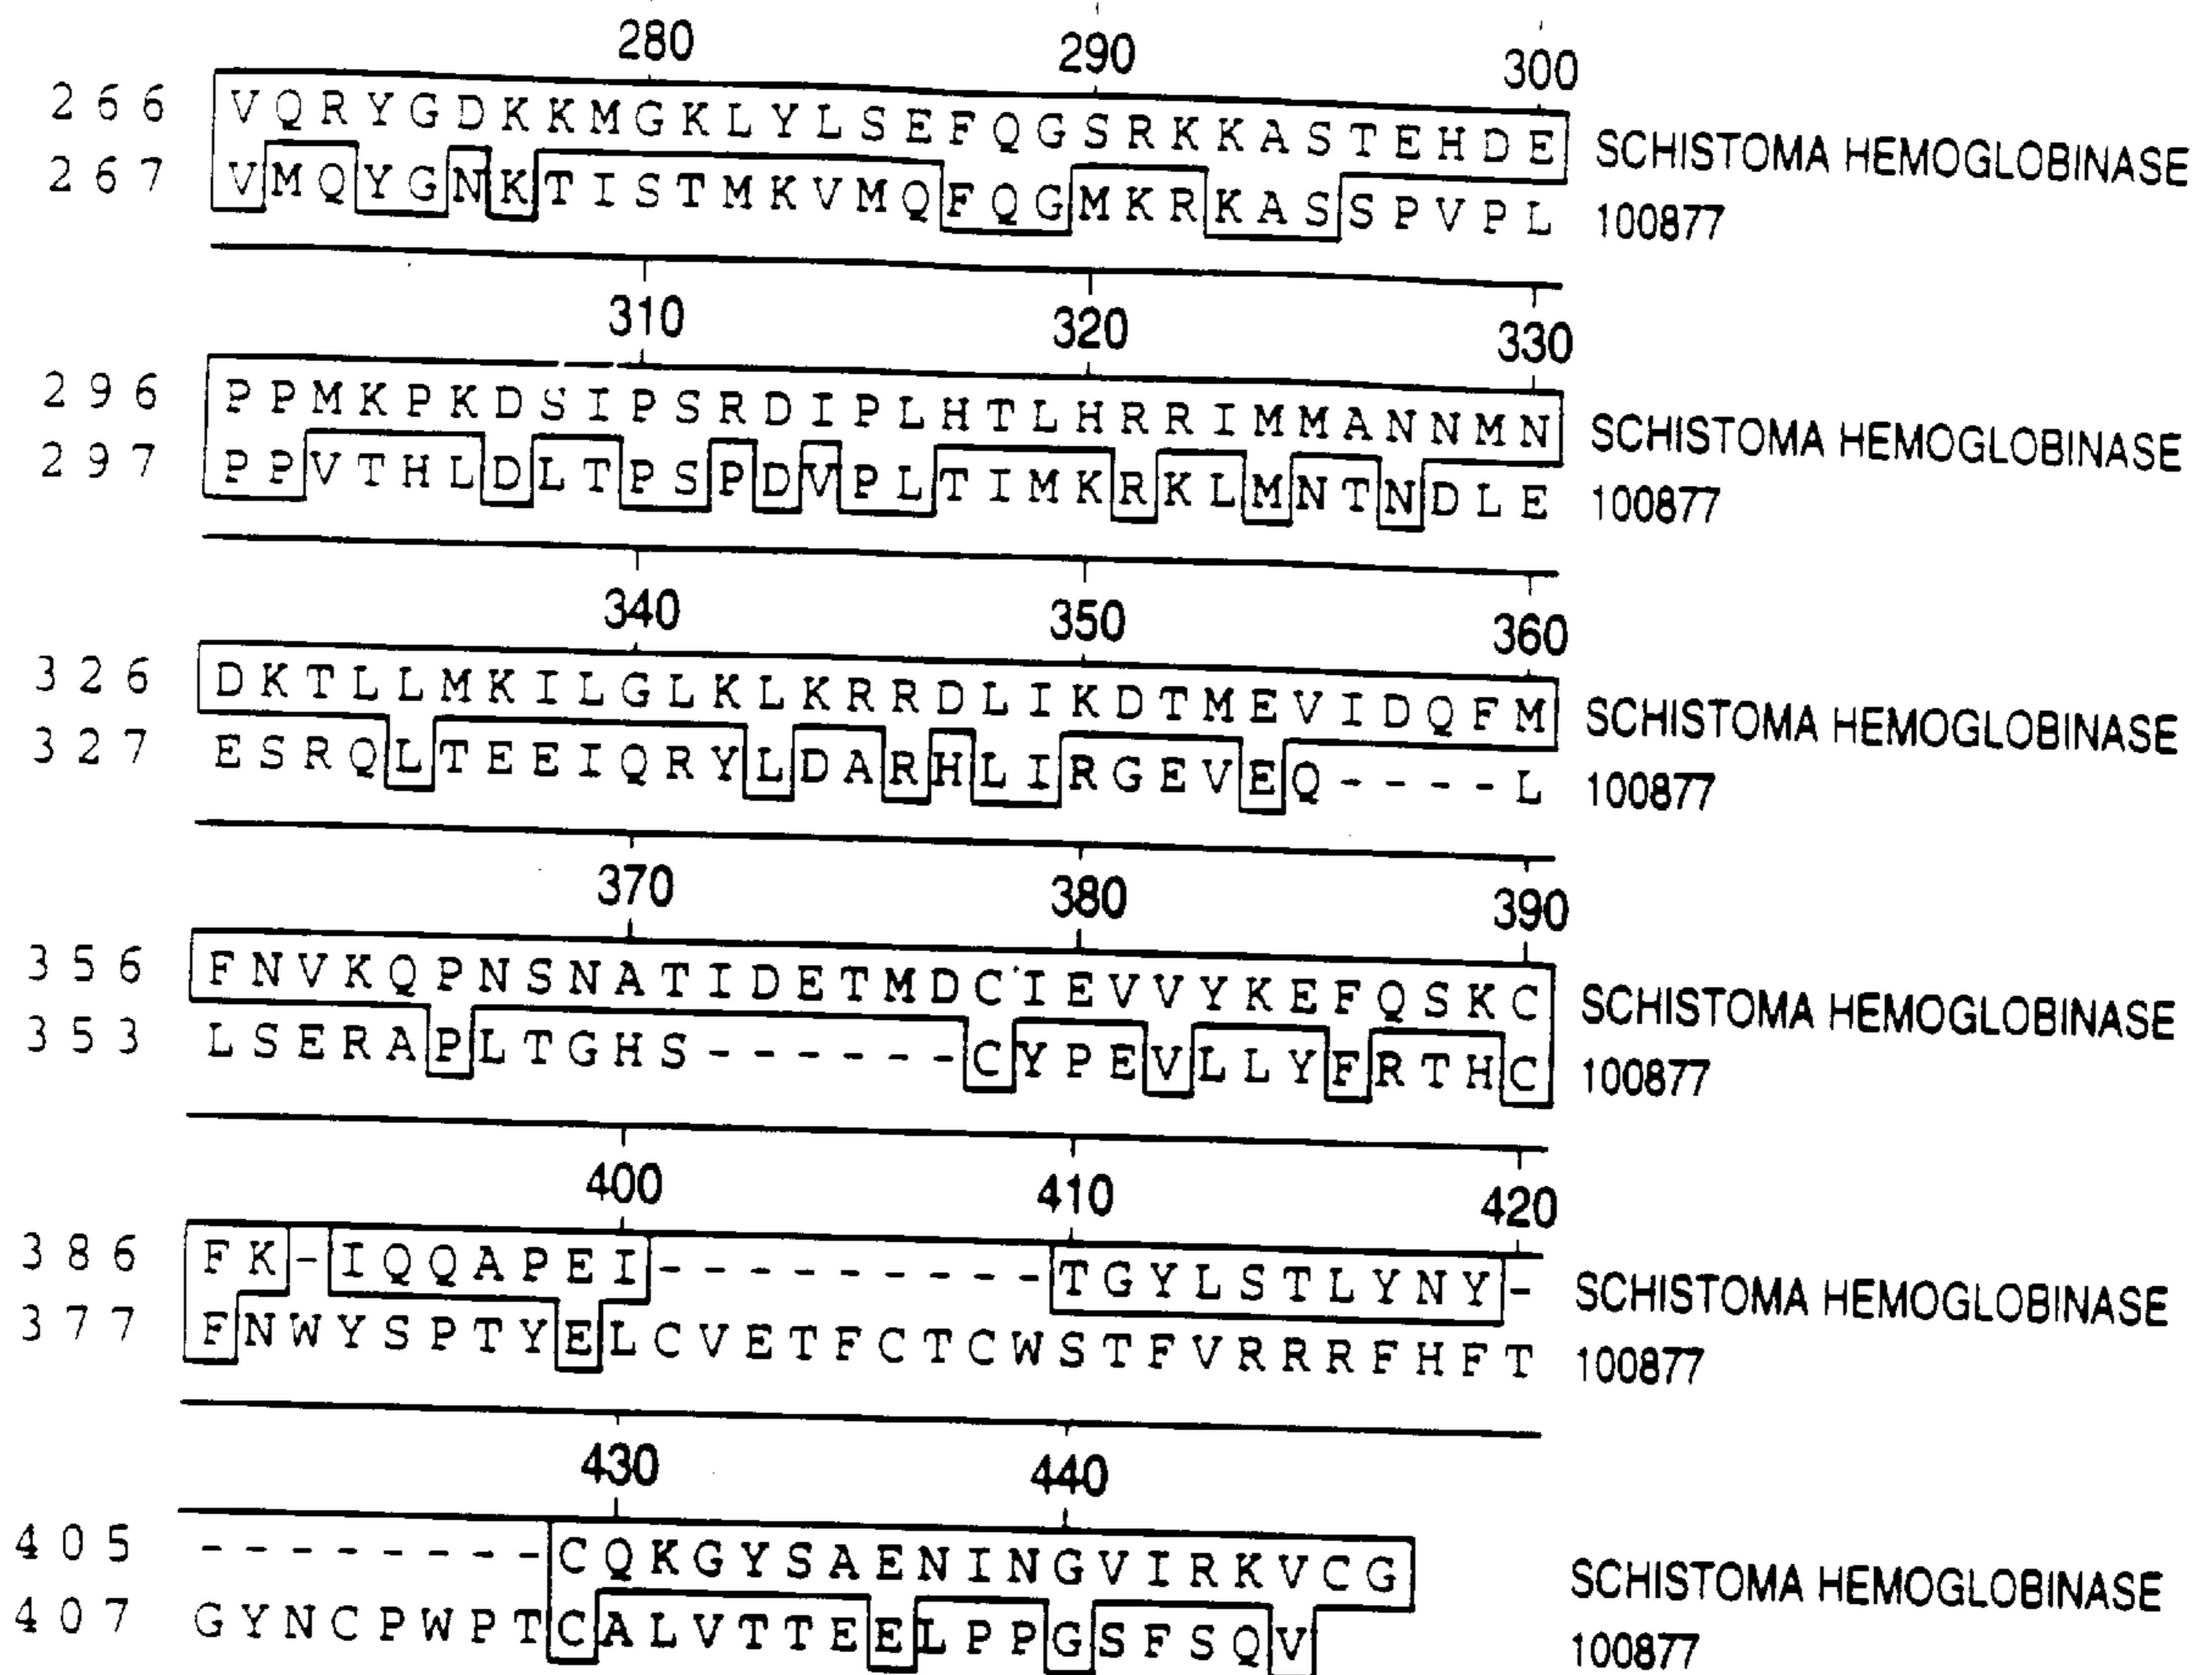 280 290 300
266 VQRYGDKKMGKLYLSEFQGSRKKASTEHDE SCHISTOMA HEMOGLOBINASE
267 VMQYGNKTISTMKVMQFQGMKRKASSPVPL 100877
310 320 330
296 PPMKPKDSIPSRDIPLHTLHRRIMMANNMN SCHISTOMA HEMOGLOBINASE
297 PPVTHLDLTPSPDVPLTIMKRKLMNTNDLE 100877
340 350 360
326 DKTLLMKILGLKLKRRDLIKDTMEVIDQFM SCHISTOMA HEMOGLOBINASE
327 ESRQLTEEIQRYLDARHLIRGEVEQ----L 100877
370 380 390
356 FNVKQPNSNATIDETMDCIEVVYKEFQSKC SCHISTOMA HEMOGLOBINASE
353 LSERAPLTGHS------CYPEVLLYFRTHC 100877
400 410 420
386 FK-IQQAPEI---------TGYLSTLYNY- SCHISTOMA HEMOGLOBINASE
377 FNWYSPTYELCVETFCTCWSTFVRRRFHFT 100877
430 440
405 --------CQKGYSAENINGVIRKVCG SCHISTOMA HEMOGLOBINASE
407 GYNCPWPTCALVTTEELPPGSFSQV 100877